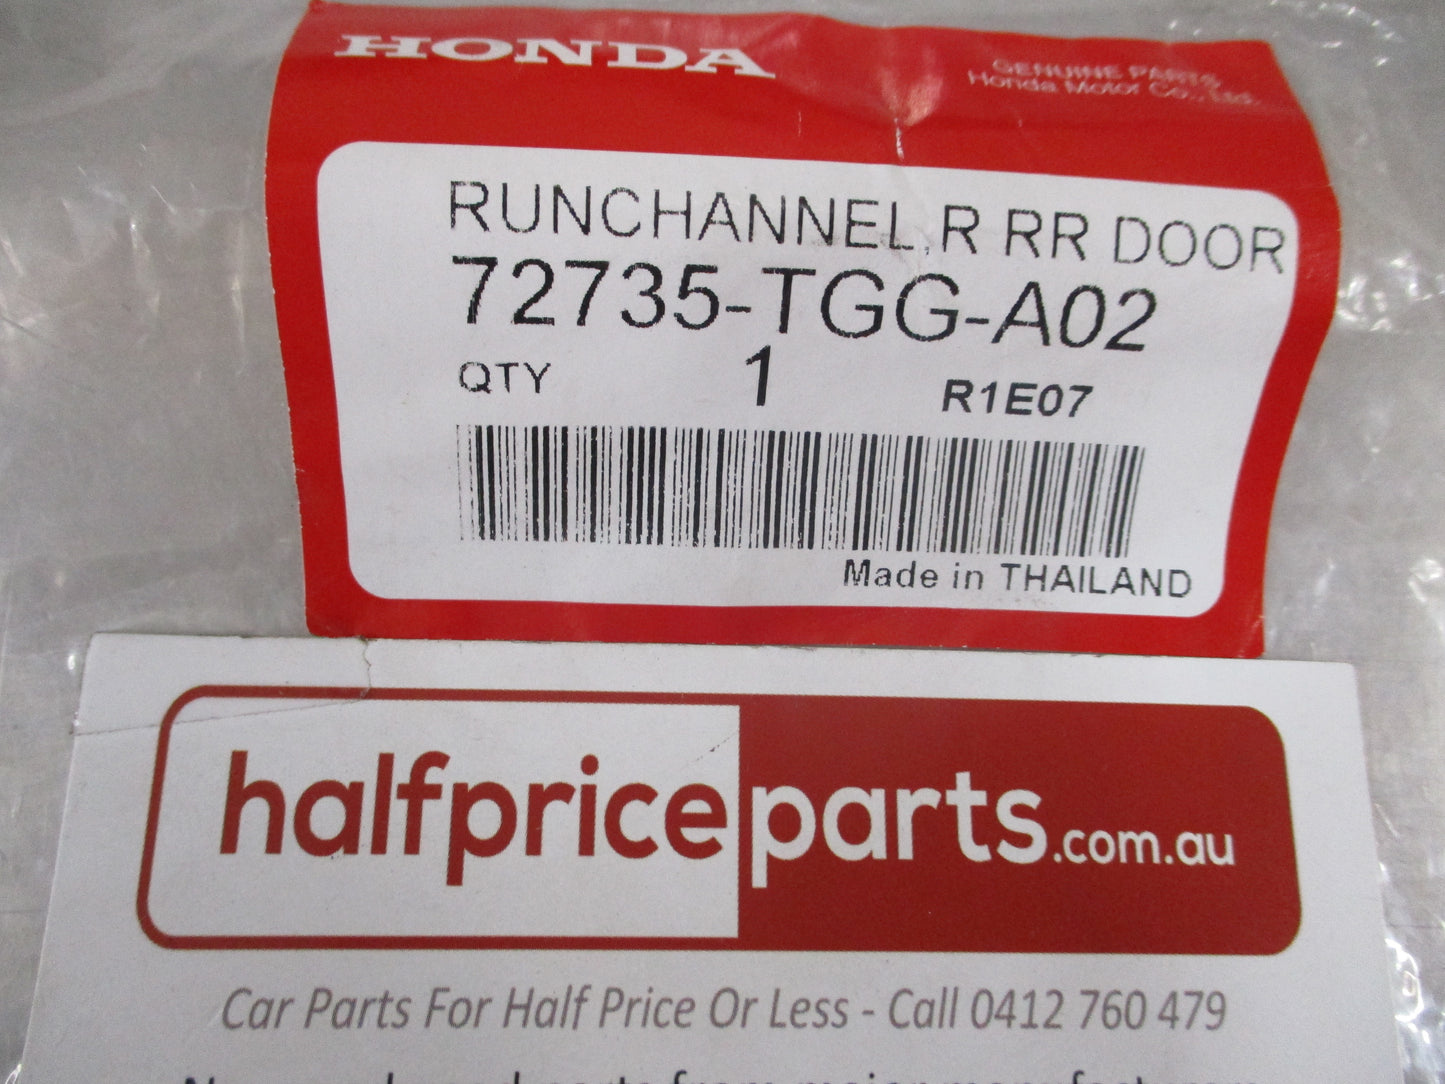 HONDA
GENUINE PARTS
Honda Motor Co., Ltd.
RUNCHANNEL,R RR DOOR
72735-TGG-A02
QTY 1 R1E07
Made in THAILAND
halfpriceparts.com.au
Car Parts For Half Price Or Less - Call 0412 760 479